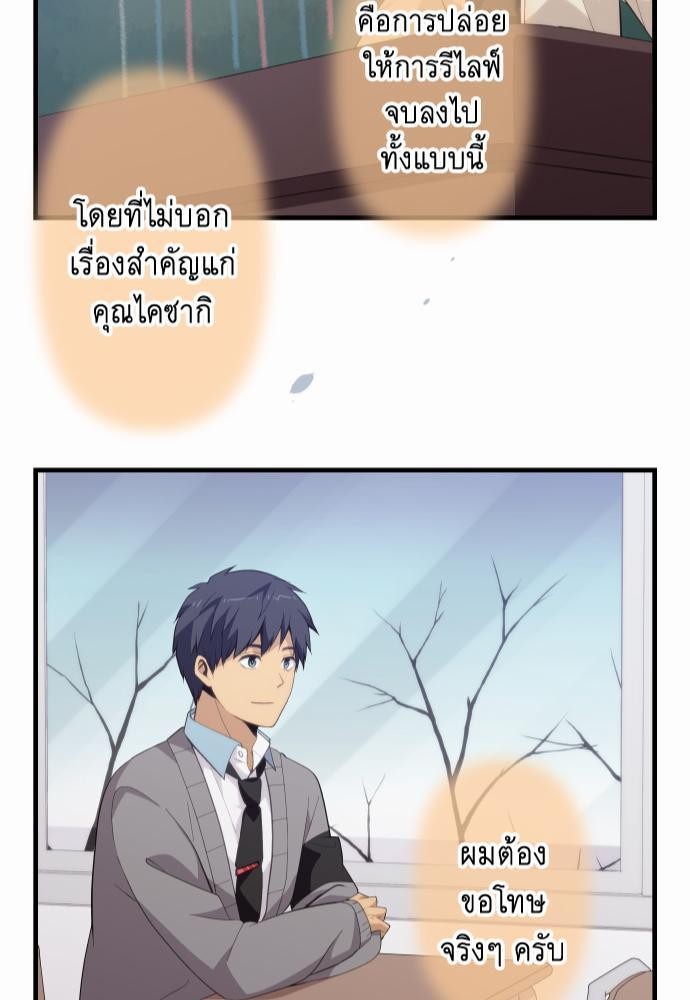 คือการปล่อย
ให้การรีไลฟ์
จบลงไป
ทั้งแบบนี้
โดยที่ไม่บอก
เรื่องสำคัญแก่
คุณไคซากิ
ผมต้อง
ขอโทษ
จริงๆ ครับ